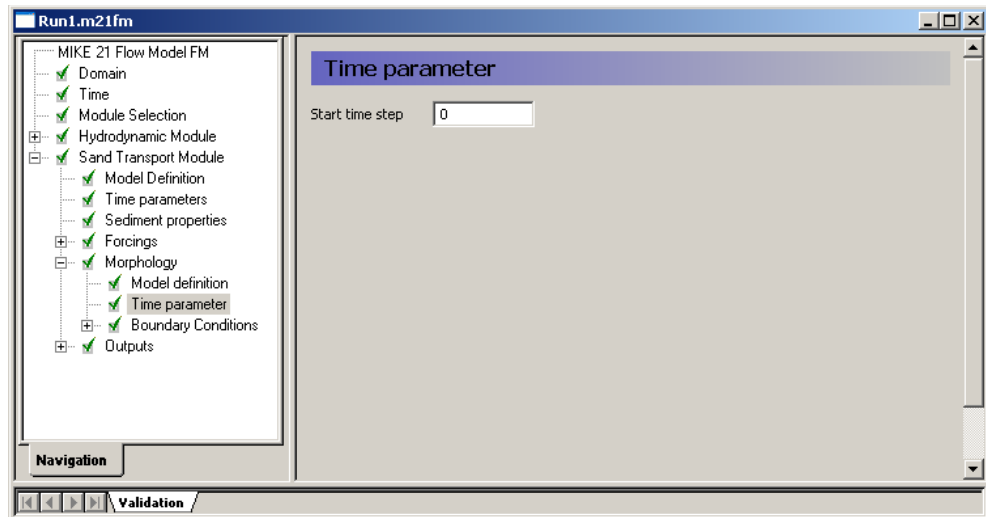 Run1.m21fm
MIKE 21 Flow Model FM
Domain
Time
Module Selection
Hydrodynamic Module
Sand Transport Module
Model Definition
Time parameters
Sediment properties
Forcings
Morphology
Model definition
Time parameter
Boundary Conditions
Outputs
Navigation
Time parameter
Start time step 0
Validation